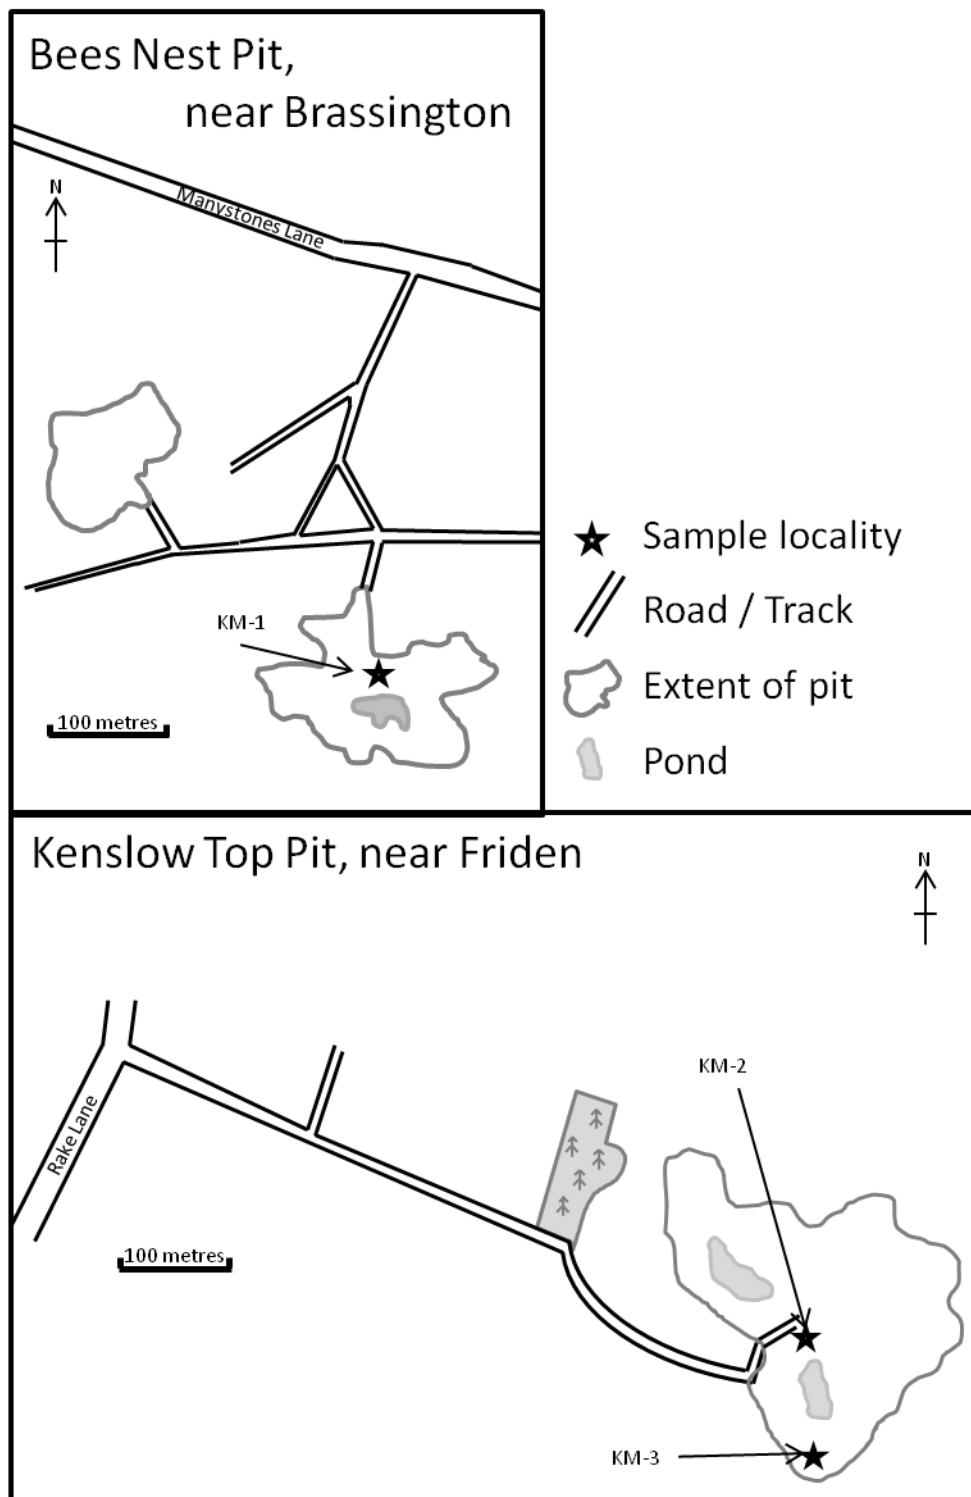 Bees Nest Pit,
near Brassington
N
Manystones Lane
KM-1
100 metres
Sample locality
Road / Track
Extent of pit
Pond
Kenslow Top Pit, near Friden
N
KM-2
Rake Lane
100 metres
KM-3